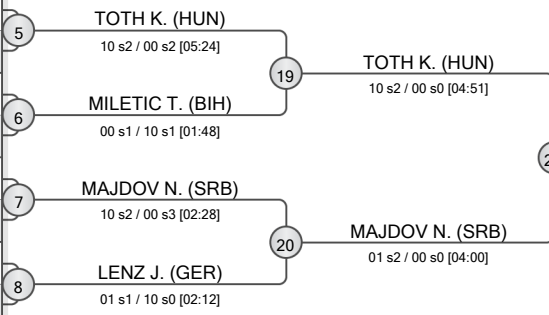 5
TOTH K. (HUN)
10 s2 / 00 s2 [05:24]
19
TOTH K. (HUN)
10 s2 / 00 s0 [04:51]
6
MILETIC T. (BIH)
00 s1 / 10 s1 [01:48]
7
MAJDOV N. (SRB)
10 s2 / 00 s3 [02:28]
20
MAJDOV N. (SRB)
01 s2 / 00 s0 [04:00]
8
LENZ J. (GER)
01 s1 / 10 s0 [02:12]